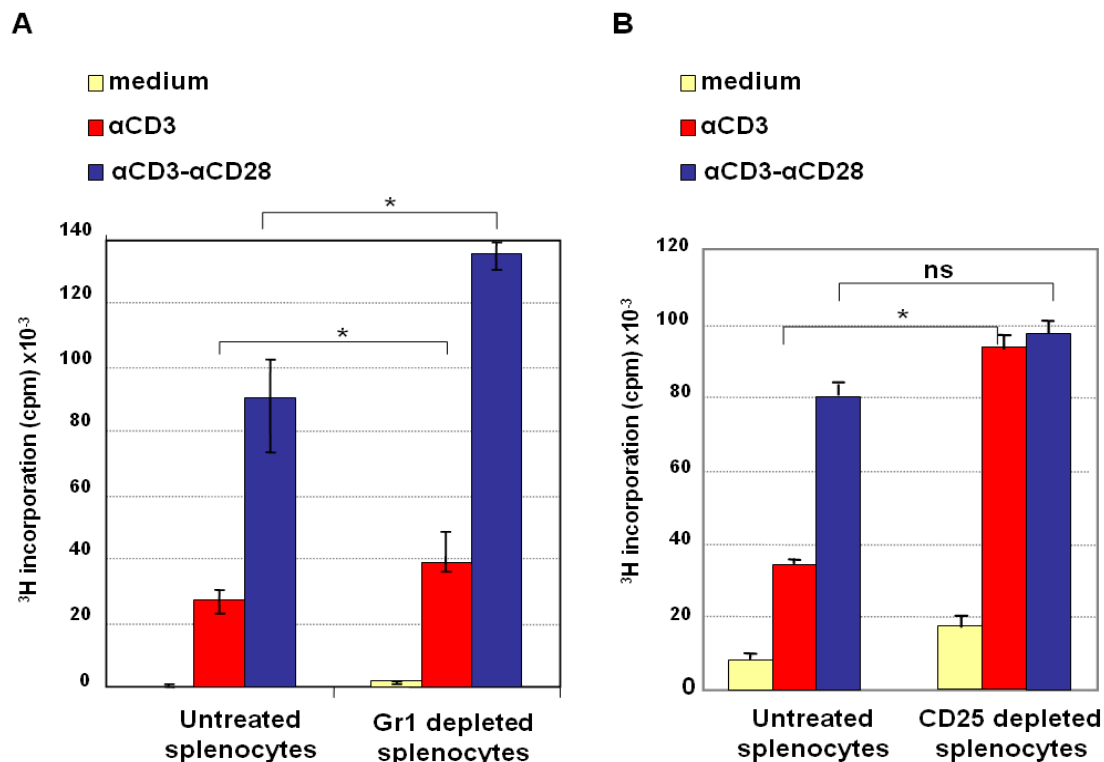 A
medium
αCD3
αCD3-αCD28
*
*
140
120
100
80
60
40
20
0
³H incorporation (cpm) x10⁻³
Untreated
splenocytes
Gr1 depleted
splenocytes
B
medium
αCD3
αCD3-αCD28
ns
*
120
100
80
60
40
20
0
³H incorporation (cpm) x10⁻³
Untreated
splenocytes
CD25 depleted
splenocytes